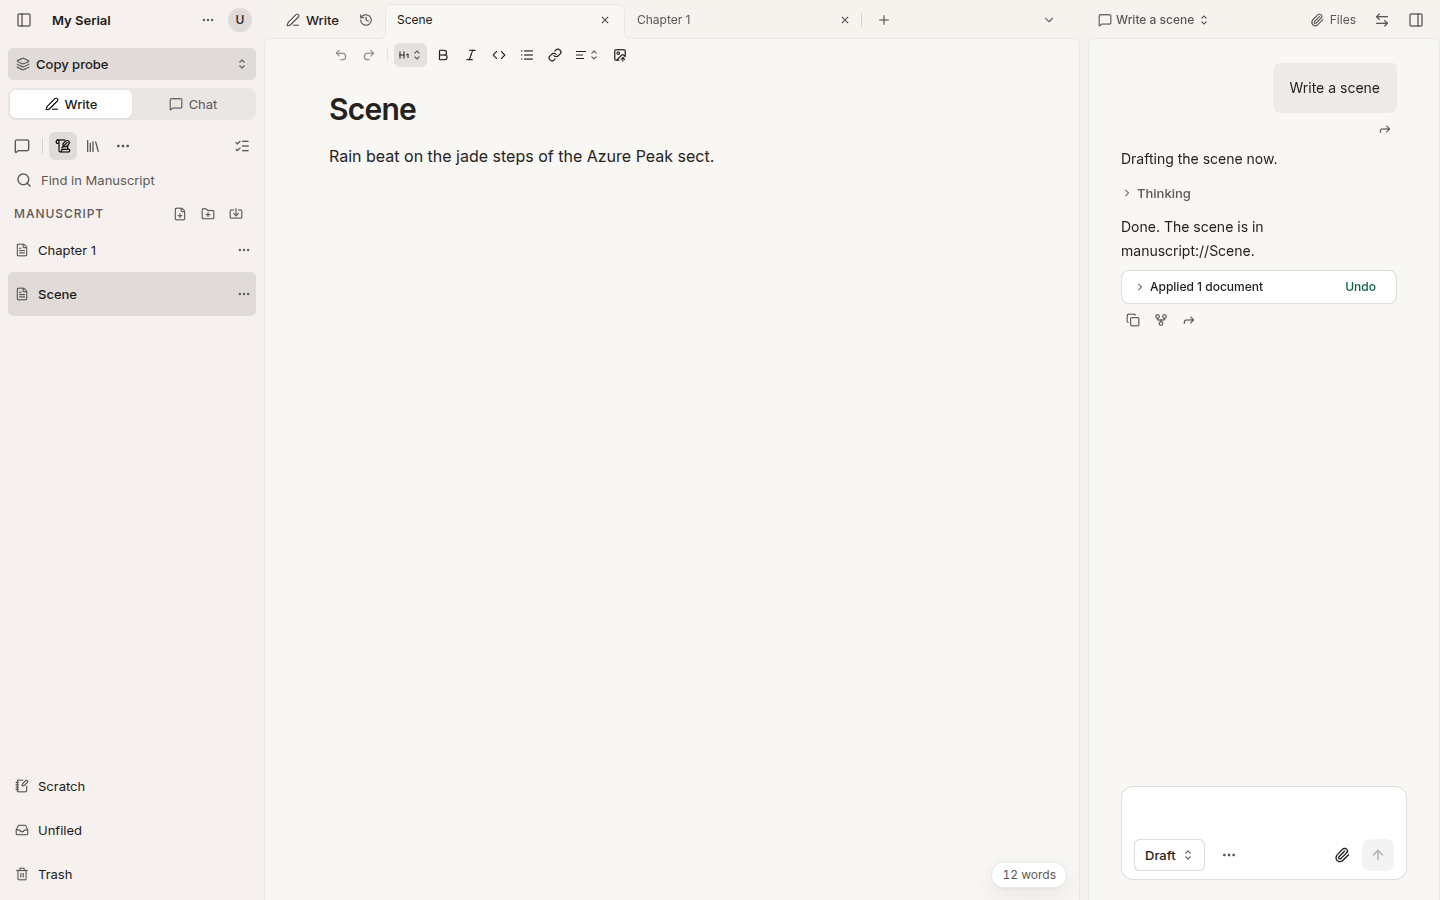 My Serial
U
Write
Scene
Chapter 1
Write a scene
Files
Copy probe
Write
Chat
Find in Manuscript
MANUSCRIPT
Chapter 1
Scene
Scratch
Unfiled
Trash
H1
Scene
Rain beat on the jade steps of the Azure Peak sect.
12 words
Write a scene
Drafting the scene now.
Thinking
Done. The scene is in
manuscript://Scene.
Applied 1 document
Undo
Draft